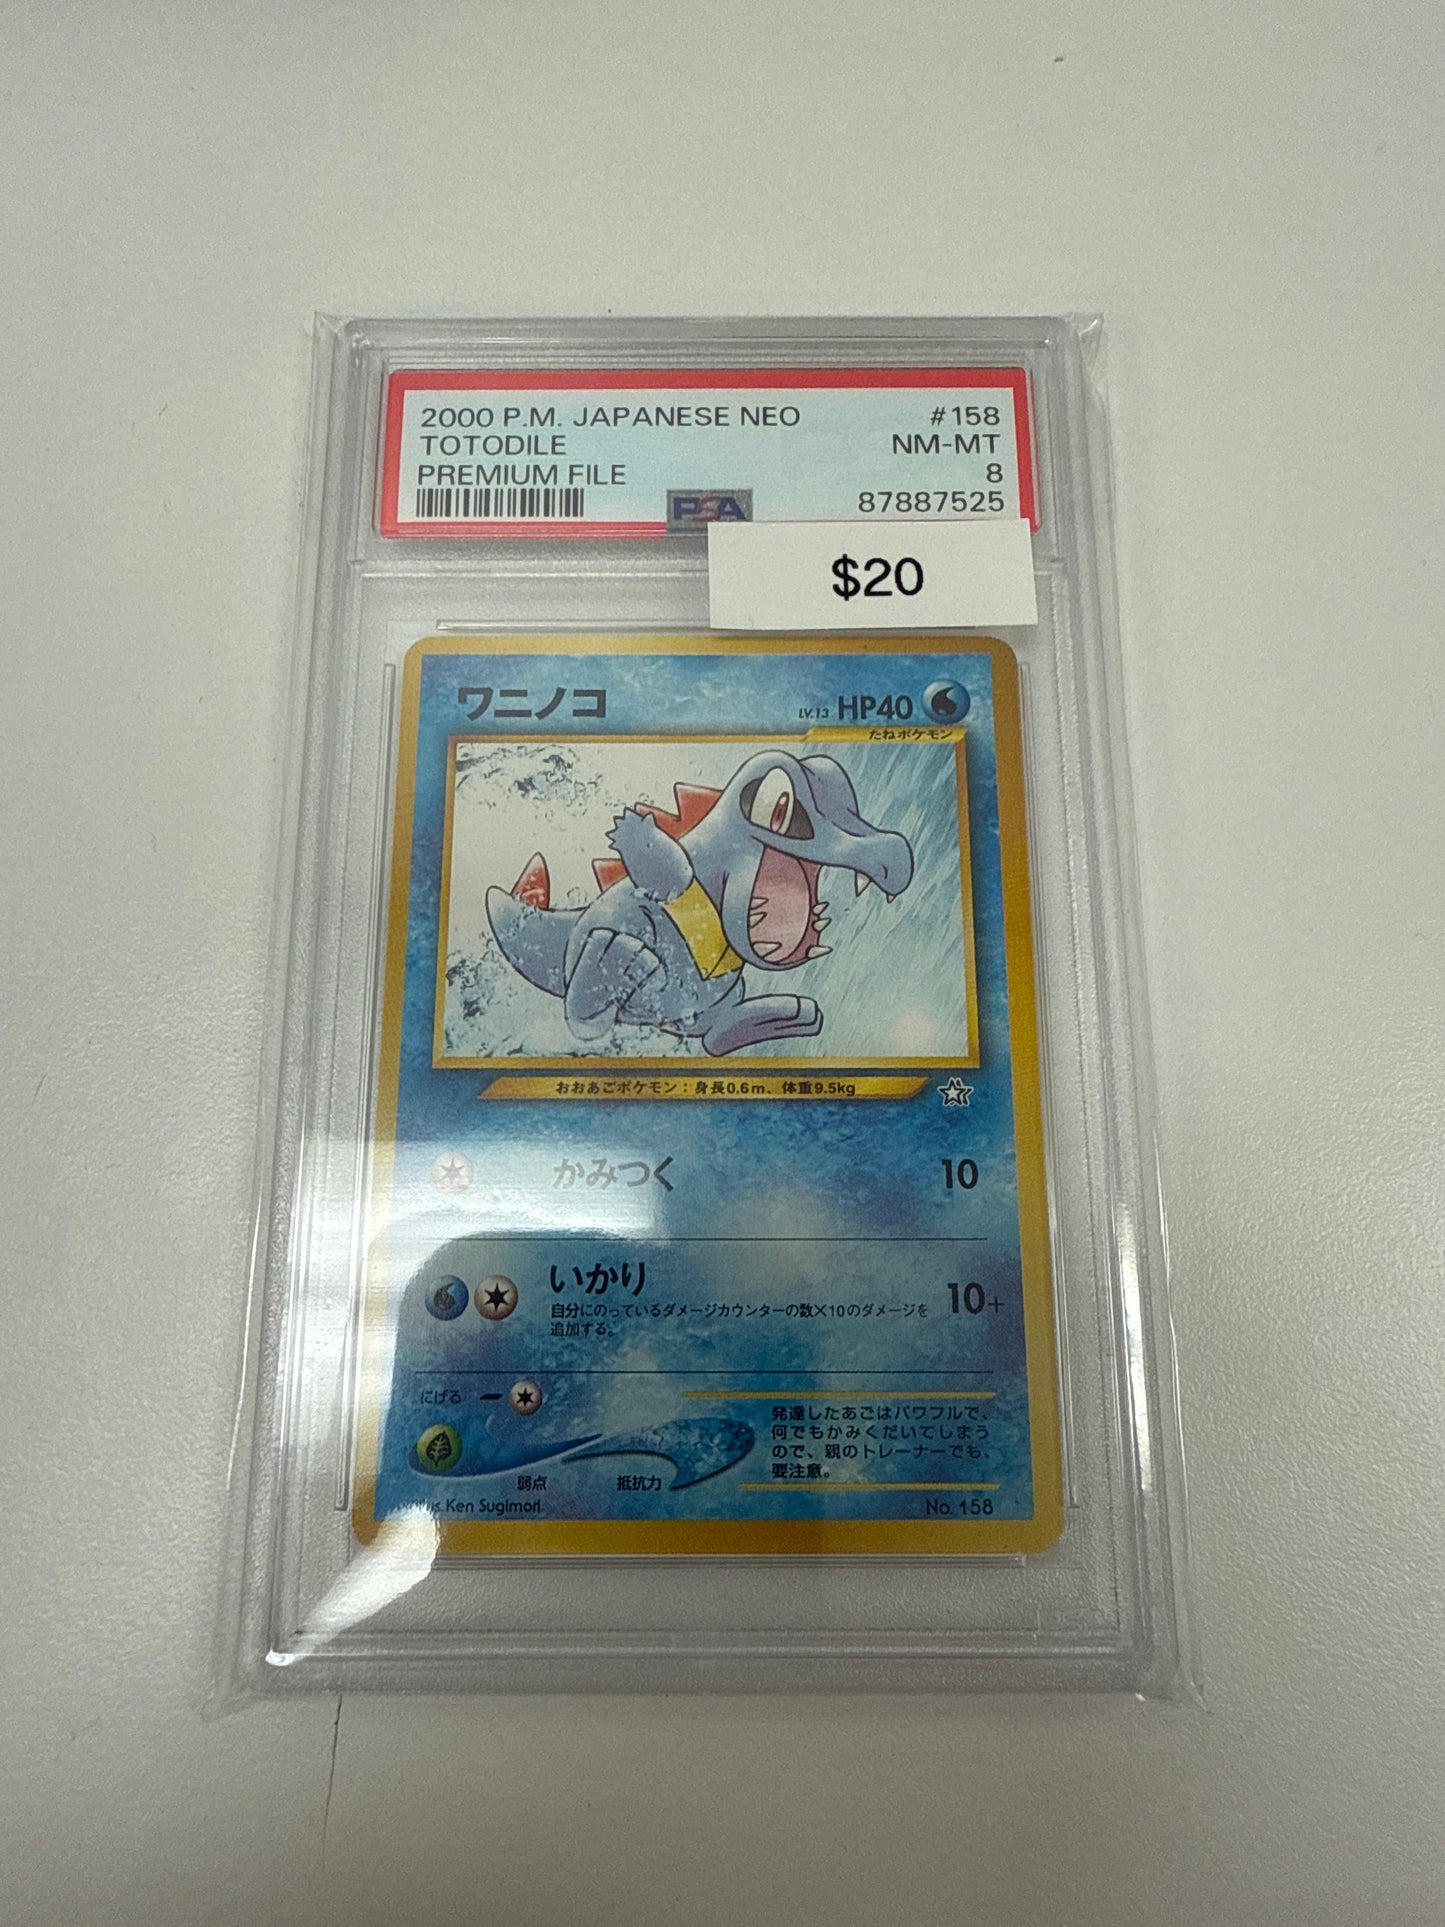 2000 P.M. JAPANESE NEO #158
TOTODILE NM-MT
PREMIUM FILE 8
PSA 87887525
$20
ワニノコ LV.13 HP40
たねポケモン
おおあごポケモン：身長0.6m、体重9.5kg
かみつく 10
いかり 10+
自分にのっているダメージカウンターの数×10のダメージを
追加する。
にげる
弱点 抵抗力
発達したあごはパワフルで、
何でもかみくだいてしまう
ので、親のトレーナーでも、
要注意。
Illus. Ken Sugimori No. 158